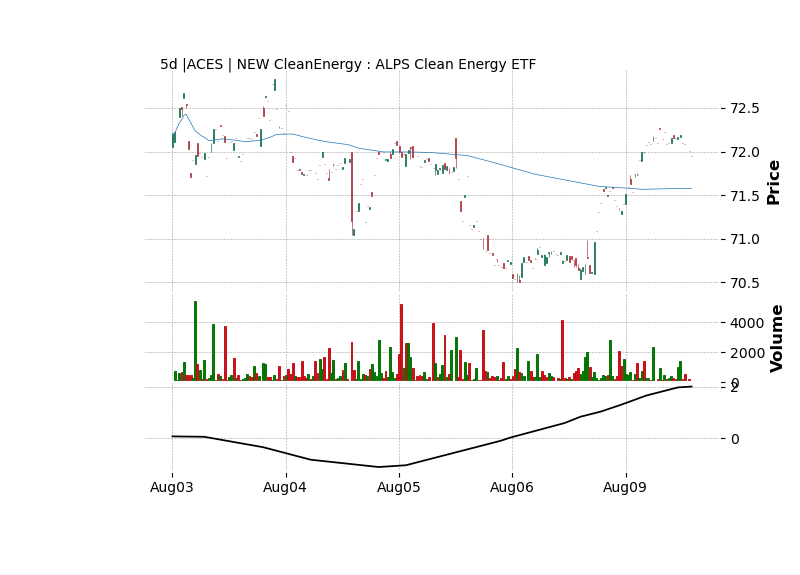 5d |ACES | NEW CleanEnergy : ALPS Clean Energy ETF
72.5
72.0
71.5
71.0
70.5
Price
4000
2000
0
Volume
2
0
Aug03 Aug04 Aug05 Aug06 Aug09